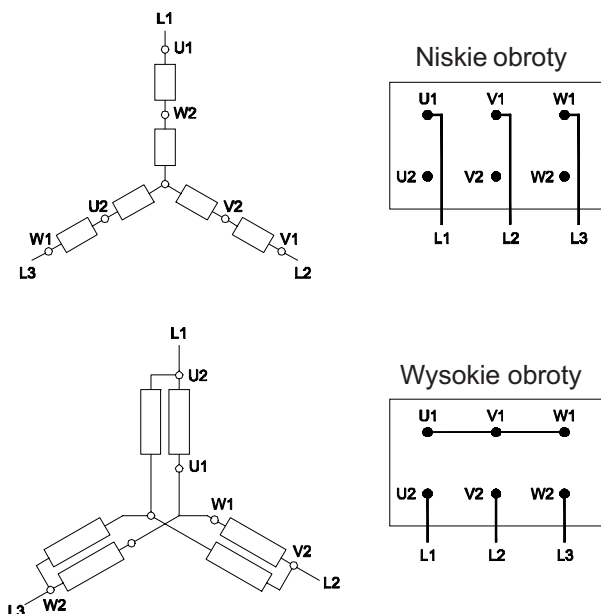 L1
U1
W2
U2
V2
W1
V1
L3
L2
Niskie obroty
U1 V1 W1
U2 V2 W2
L1 L2 L3
L1
U2
U1
W1
V2
L2
L3
W2
Wysokie obroty
U1 V1 W1
U2 V2 W2
L1 L2 L3